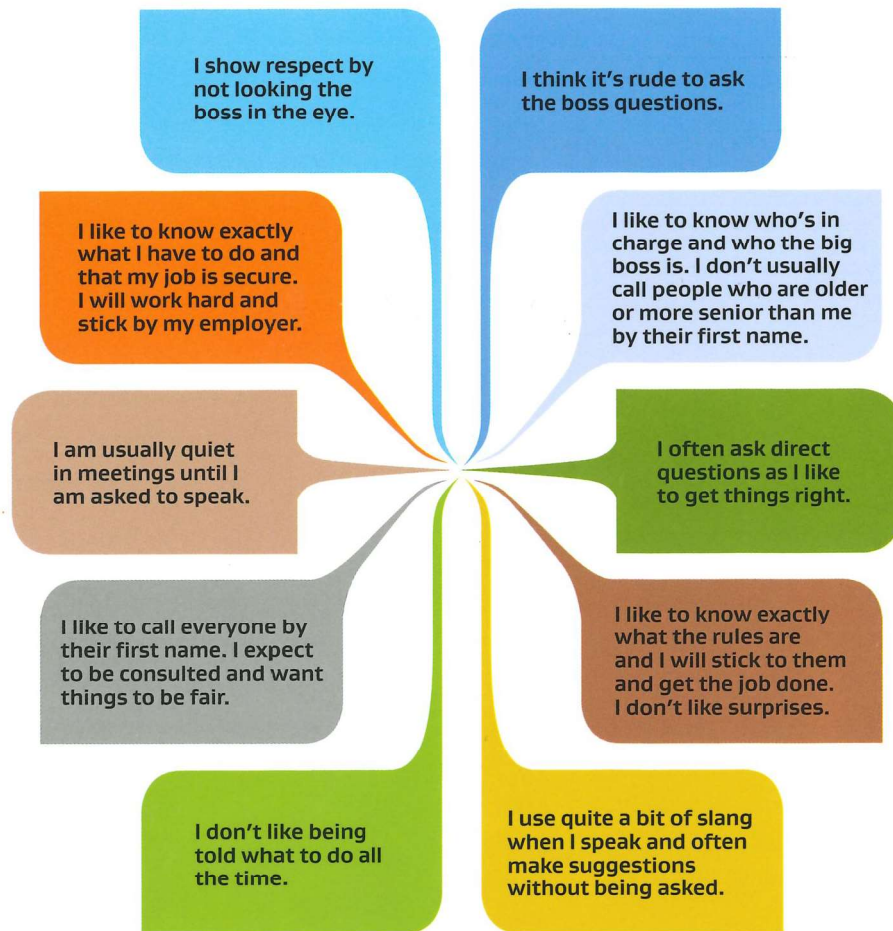 I show respect by
not looking the
boss in the eye.
I think it's rude to ask
the boss questions.
I like to know exactly
what I have to do and
that my job is secure.
I will work hard and
stick by my employer.
I like to know who's in
charge and who the big
boss is. I don't usually
call people who are older
or more senior than me
by their first name.
I am usually quiet
in meetings until I
am asked to speak.
I often ask direct
questions as I like
to get things right.
I like to call everyone by
their first name. I expect
to be consulted and want
things to be fair.
I like to know exactly
what the rules are
and I will stick to them
and get the job done.
I don't like surprises.
I don't like being
told what to do all
the time.
I use quite a bit of slang
when I speak and often
make suggestions
without being asked.